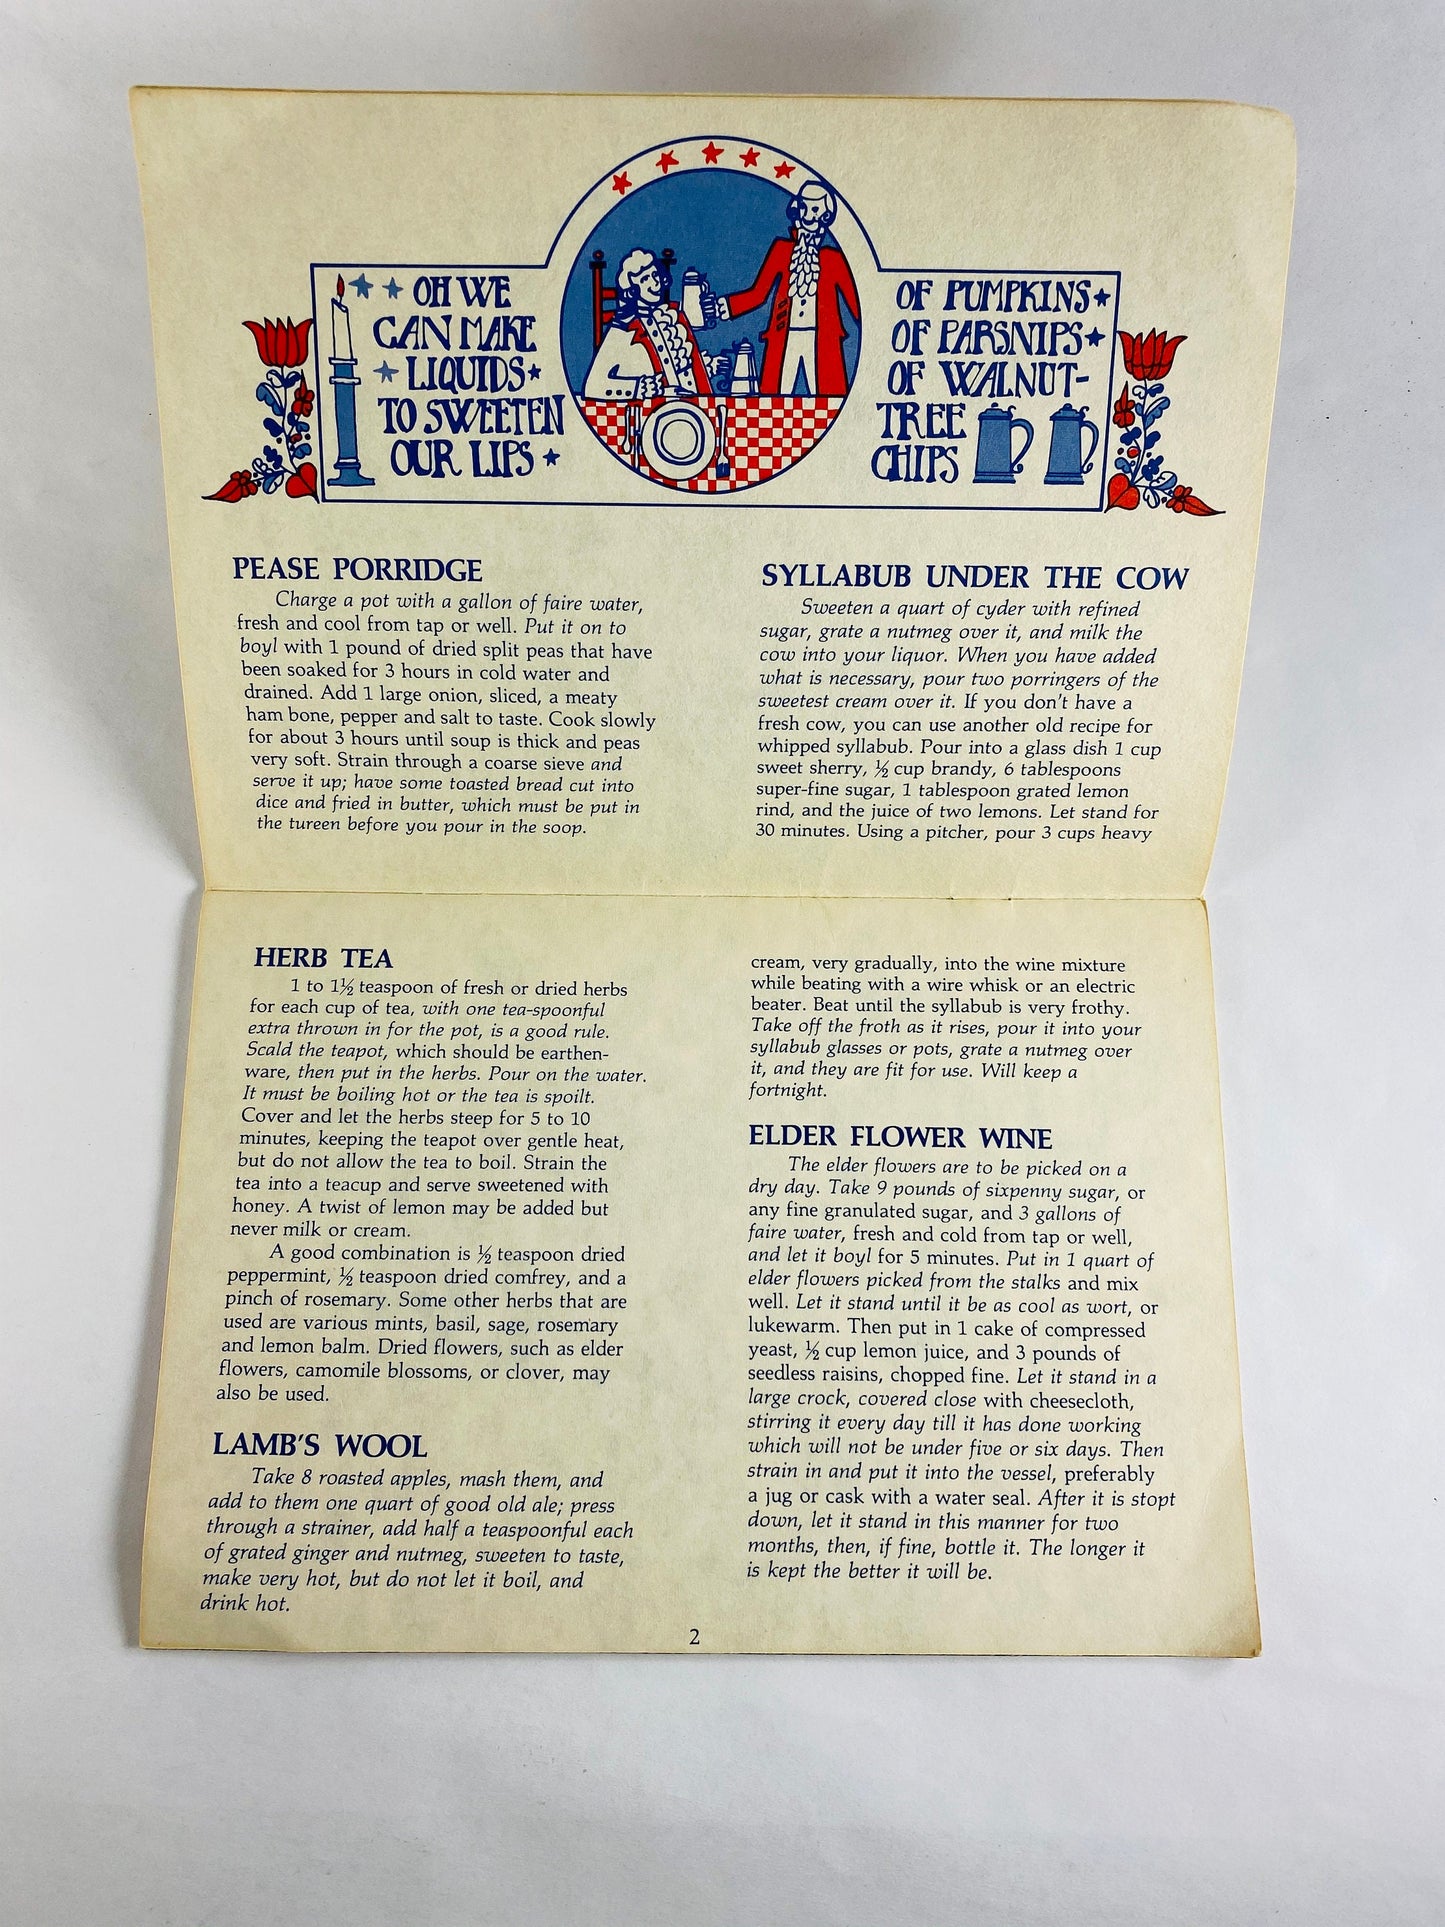 OH WE
CAN MAKE
LIQUIDS
TO SWEETEN
OUR LIPS
OF PUMPKINS
OF PARSNIPS
OF WALNUT-
TREE
CHIPS
PEASE PORRIDGE
Charge a pot with a gallon of faire water,
fresh and cool from tap or well. Put it on to
boyl with 1 pound of dried split peas that have
been soaked for 3 hours in cold water and
drained. Add 1 large onion, sliced, a meaty
ham bone, pepper and salt to taste. Cook slowly
for about 3 hours until soup is thick and peas
very soft. Strain through a coarse sieve and
serve it up; have some toasted bread cut into
dice and fried in butter, which must be put in
the tureen before you pour in the soop.
HERB TEA
1 to 1½ teaspoon of fresh or dried herbs
for each cup of tea, with one tea-spoonful
extra thrown in for the pot, is a good rule.
Scald the teapot, which should be earthen-
ware, then put in the herbs. Pour on the water.
It must be boiling hot or the tea is spoilt.
Cover and let the herbs steep for 5 to 10
minutes, keeping the teapot over gentle heat,
but do not allow the tea to boil. Strain the
tea into a teacup and serve sweetened with
honey. A twist of lemon may be added but
never milk or cream.
A good combination is ½ teaspoon dried
peppermint, ½ teaspoon dried comfrey, and a
pinch of rosemary. Some other herbs that are
used are various mints, basil, sage, rosemary
and lemon balm. Dried flowers, such as elder
flowers, camomile blossoms, or clover, may
also be used.
LAMB'S WOOL
Take 8 roasted apples, mash them, and
add to them one quart of good old ale; press
through a strainer, add half a teaspoonful each
of grated ginger and nutmeg, sweeten to taste,
make very hot, but do not let it boil, and
drink hot.
SYLLABUB UNDER THE COW
Sweeten a quart of cyder with refined
sugar, grate a nutmeg over it, and milk the
cow into your liquor. When you have added
what is necessary, pour two porringers of the
sweetest cream over it. If you don't have a
fresh cow, you can use another old recipe for
whipped syllabub. Pour into a glass dish 1 cup
sweet sherry, ½ cup brandy, 6 tablespoons
super-fine sugar, 1 tablespoon grated lemon
rind, and the juice of two lemons. Let stand for
30 minutes. Using a pitcher, pour 3 cups heavy
cream, very gradually, into the wine mixture
while beating with a wire whisk or an electric
beater. Beat until the syllabub is very frothy.
Take off the froth as it rises, pour it into your
syllabub glasses or pots, grate a nutmeg over
it, and they are fit for use. Will keep a
fortnight.
ELDER FLOWER WINE
The elder flowers are to be picked on a
dry day. Take 9 pounds of sixpenny sugar, or
any fine granulated sugar, and 3 gallons of
faire water, fresh and cold from tap or well,
and let it boyl for 5 minutes. Put in 1 quart of
elder flowers picked from the stalks and mix
well. Let it stand until it be as cool as wort, or
lukewarm. Then put in 1 cake of compressed
yeast, ½ cup lemon juice, and 3 pounds of
seedless raisins, chopped fine. Let it stand in a
large crock, covered close with cheesecloth,
stirring it every day till it has done working
which will not be under five or six days. Then
strain in and put it into the vessel, preferably
a jug or cask with a water seal. After it is stopt
down, let it stand in this manner for two
months, then, if fine, bottle it. The longer it
is kept the better it will be.
2